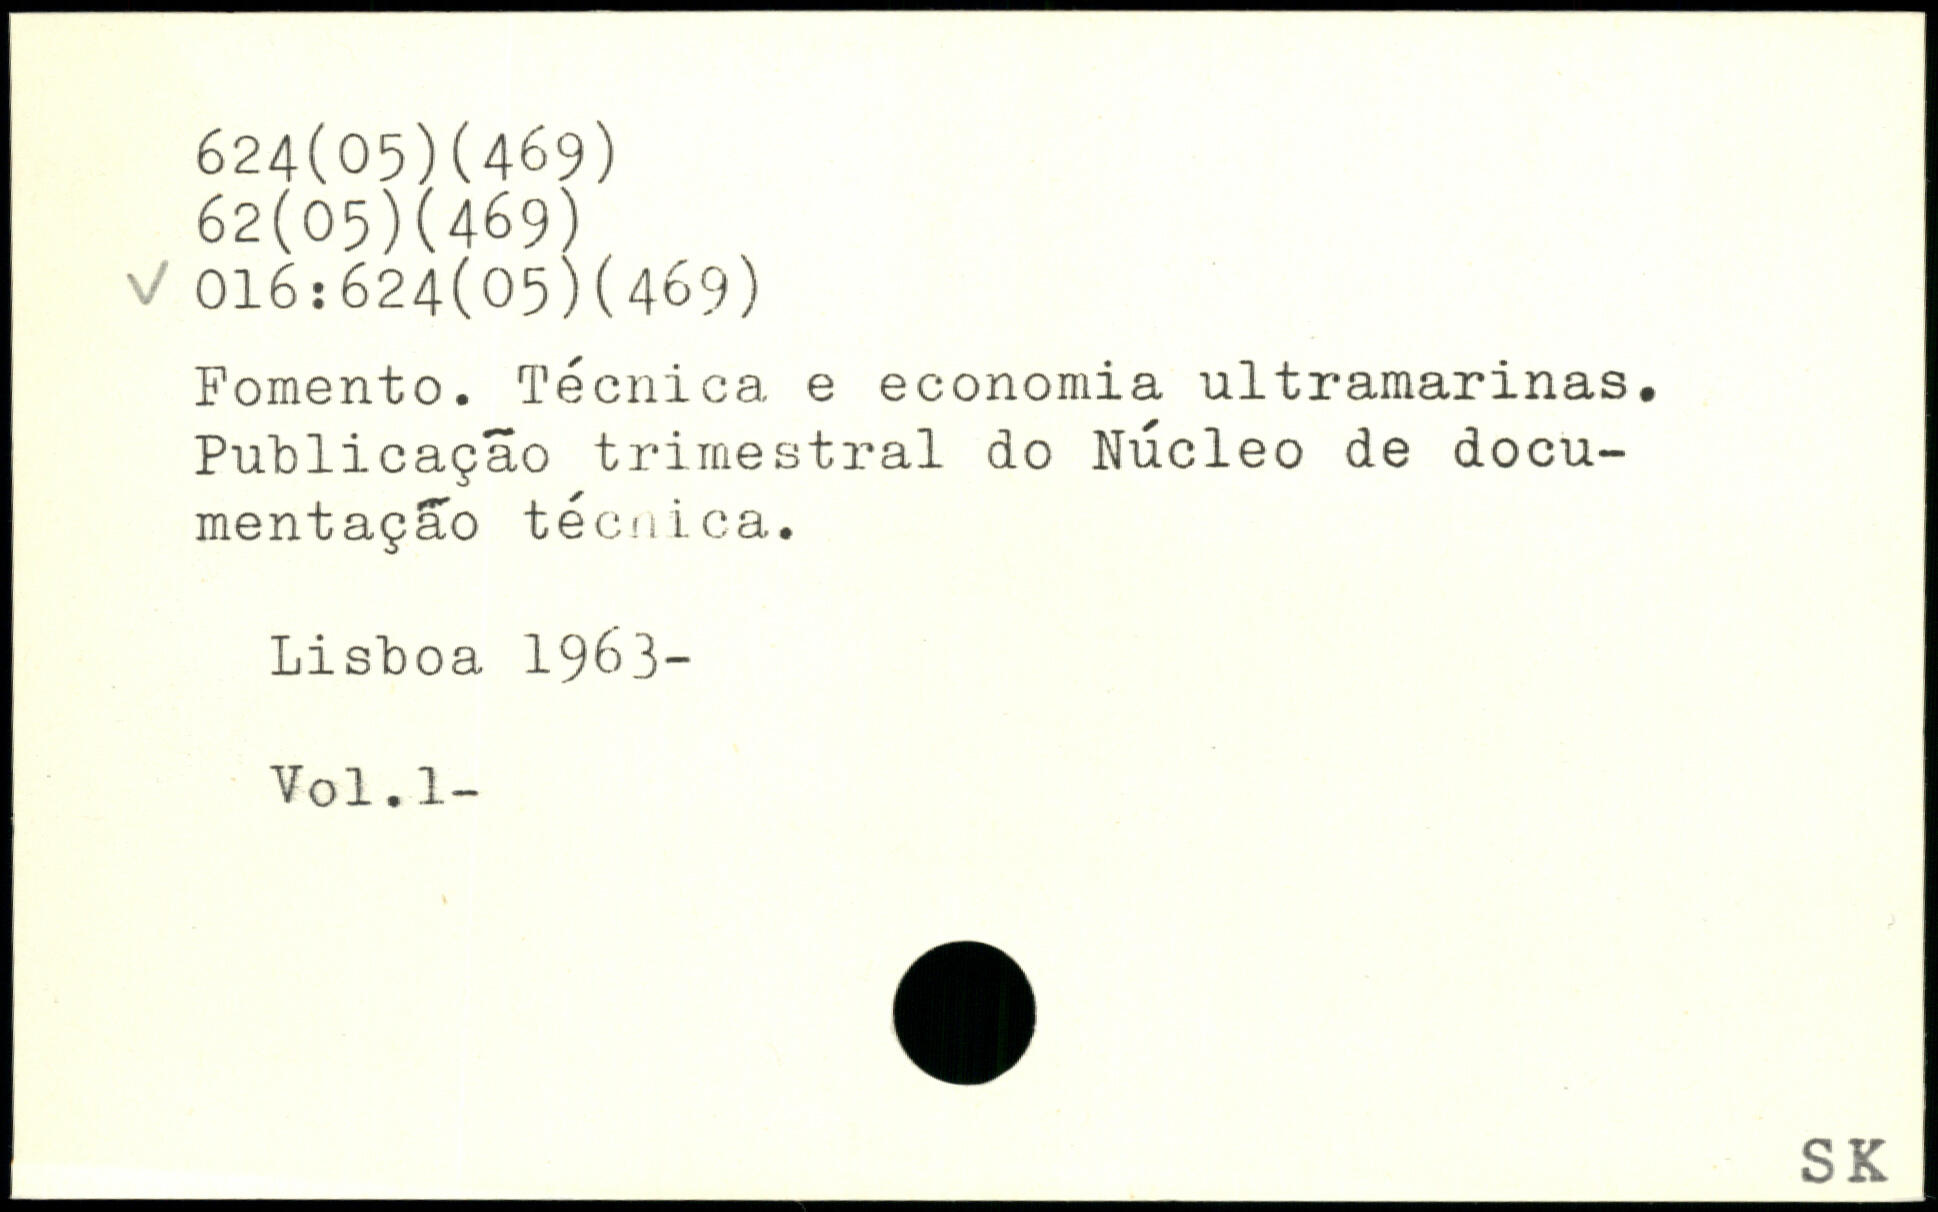 624(05)(469)
62(05)(469)
✓ 016:624(05)(469)
Fomento. Técnica e economia ultramarinas.
Publicação trimestral do Núcleo de docu-
mentação técnica.
Lisboa 1963-
Vol.1-
SK